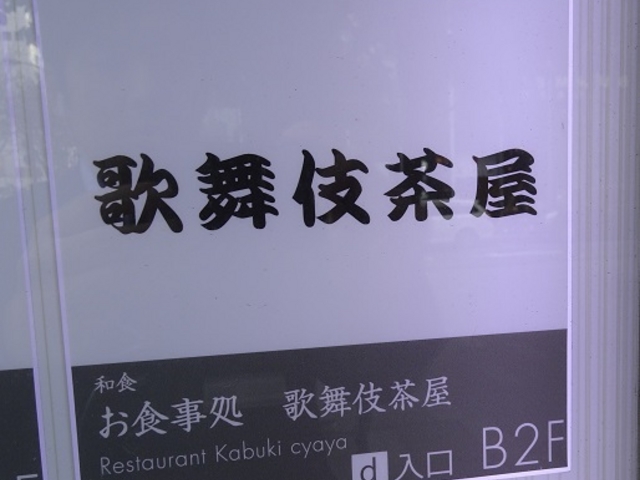 歌舞伎茶屋
和食
お食事処 歌舞伎茶屋
Restaurant Kabuki cyaya
d 入口 B2F